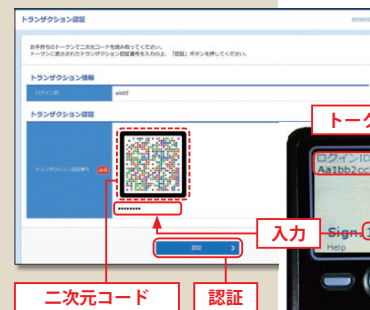 トランザクション認証
お手持ちのトークンで二次元コードを読み取ってください。
トークンに表示されたトランザクション認証番号を入力の上、「認証」ボタンを押してください。
トランザクション情報
ログインID
トランザクション認証
トランザクション認証番号 必須
••••••••
認証
二次元コード
認証
入力
トーク
ログインID
Aa1bb2cc
Sign.1
Help